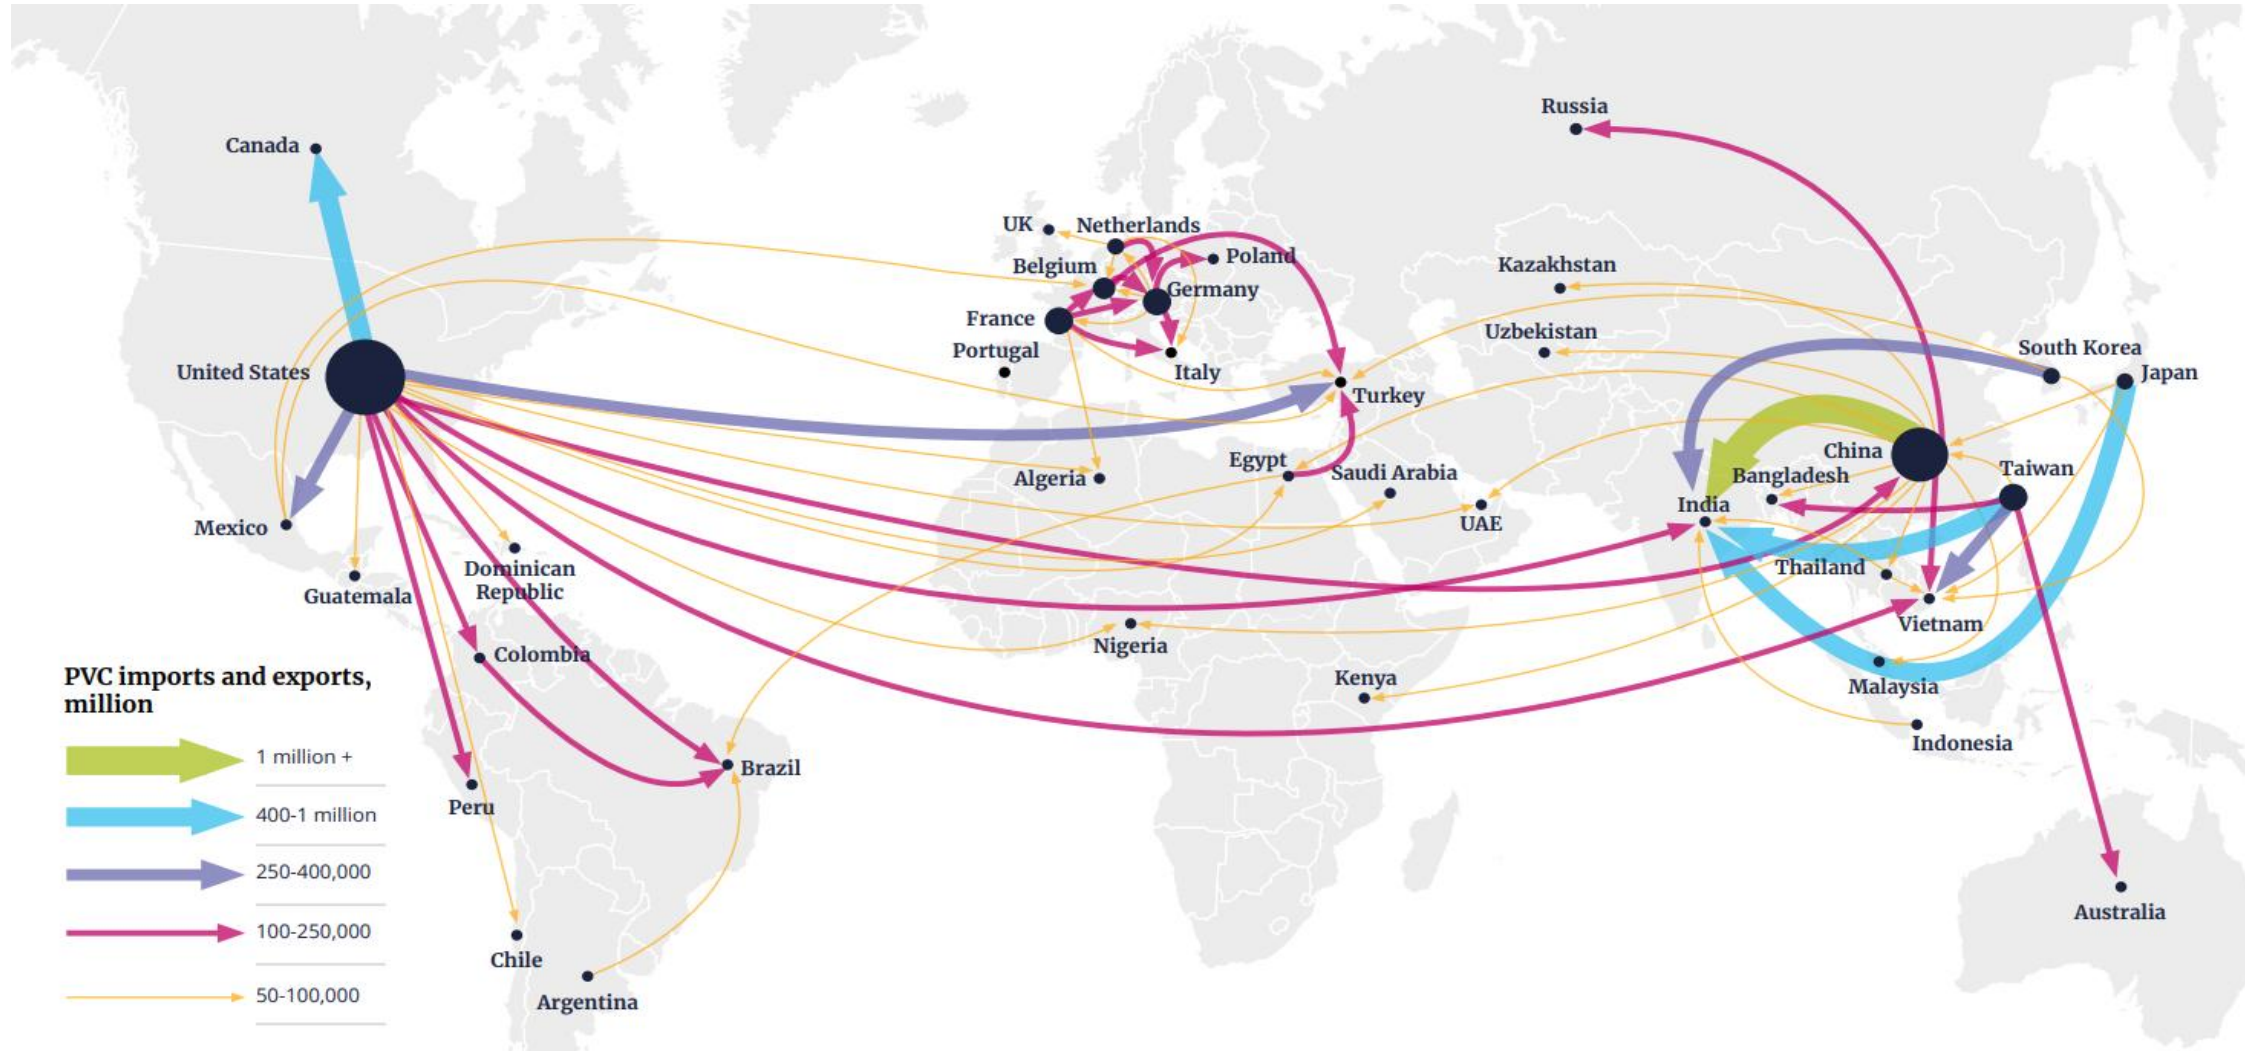 Russia
Canada
UK
Netherlands
Poland
Belgium
Kazakhstan
Germany
France
Uzbekistan
Portugal
South Korea
United States
Italy
Japan
Turkey
China
Egypt
Saudi Arabia
Taiwan
Algeria
Bangladesh
India
Mexico
UAE
Dominican
Republic
Thailand
Guatemala
Vietnam
Nigeria
Colombia
Kenya
Malaysia
Indonesia
Brazil
Peru
Australia
Chile
Argentina
PVC imports and exports,
million
1 million +
400-1 million
250-400,000
100-250,000
50-100,000